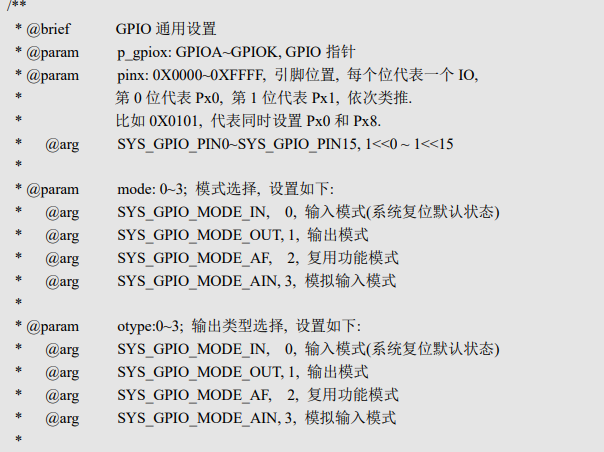 /**
* @brief GPIO 通用设置
* @param p_gpiox: GPIOA~GPIOK, GPIO 指针
* @param pinx: 0X0000~0XFFFF, 引脚位置, 每个位代表一个 IO,
* 第 0 位代表 Px0, 第 1 位代表 Px1, 依次类推.
* 比如 0X0101, 代表同时设置 Px0 和 Px8.
* @arg SYS_GPIO_PIN0~SYS_GPIO_PIN15, 1<<0 ~ 1<<15
*
* @param mode: 0~3; 模式选择, 设置如下:
* @arg SYS_GPIO_MODE_IN, 0, 输入模式(系统复位默认状态)
* @arg SYS_GPIO_MODE_OUT, 1, 输出模式
* @arg SYS_GPIO_MODE_AF, 2, 复用功能模式
* @arg SYS_GPIO_MODE_AIN, 3, 模拟输入模式
*
* @param otype:0~3; 输出类型选择, 设置如下:
* @arg SYS_GPIO_MODE_IN, 0, 输入模式(系统复位默认状态)
* @arg SYS_GPIO_MODE_OUT, 1, 输出模式
* @arg SYS_GPIO_MODE_AF, 2, 复用功能模式
* @arg SYS_GPIO_MODE_AIN, 3, 模拟输入模式
*